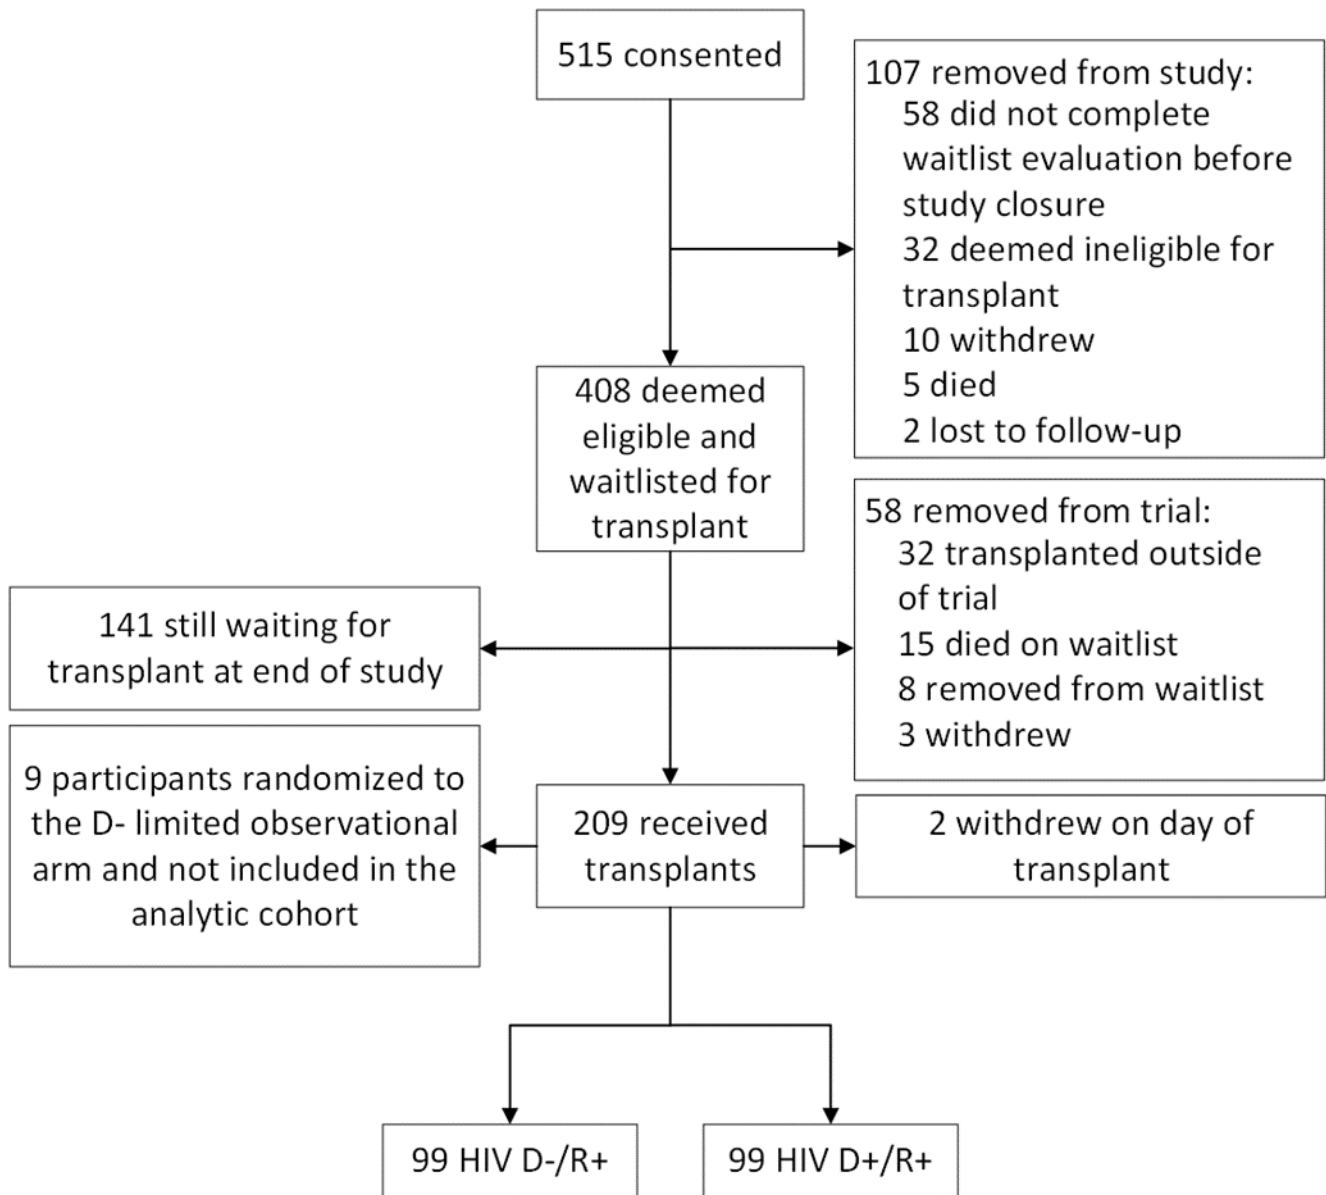 515 consented
107 removed from study:
58 did not complete
waitlist evaluation before
study closure
32 deemed ineligible for
transplant
10 withdrew
5 died
2 lost to follow-up
408 deemed
eligible and
waitlisted for
transplant
58 removed from trial:
32 transplanted outside
of trial
15 died on waitlist
8 removed from waitlist
3 withdrew
141 still waiting for
transplant at end of study
9 participants randomized to
the D- limited observational
arm and not included in the
analytic cohort
209 received
transplants
2 withdrew on day of
transplant
99 HIV D-/R+
99 HIV D+/R+